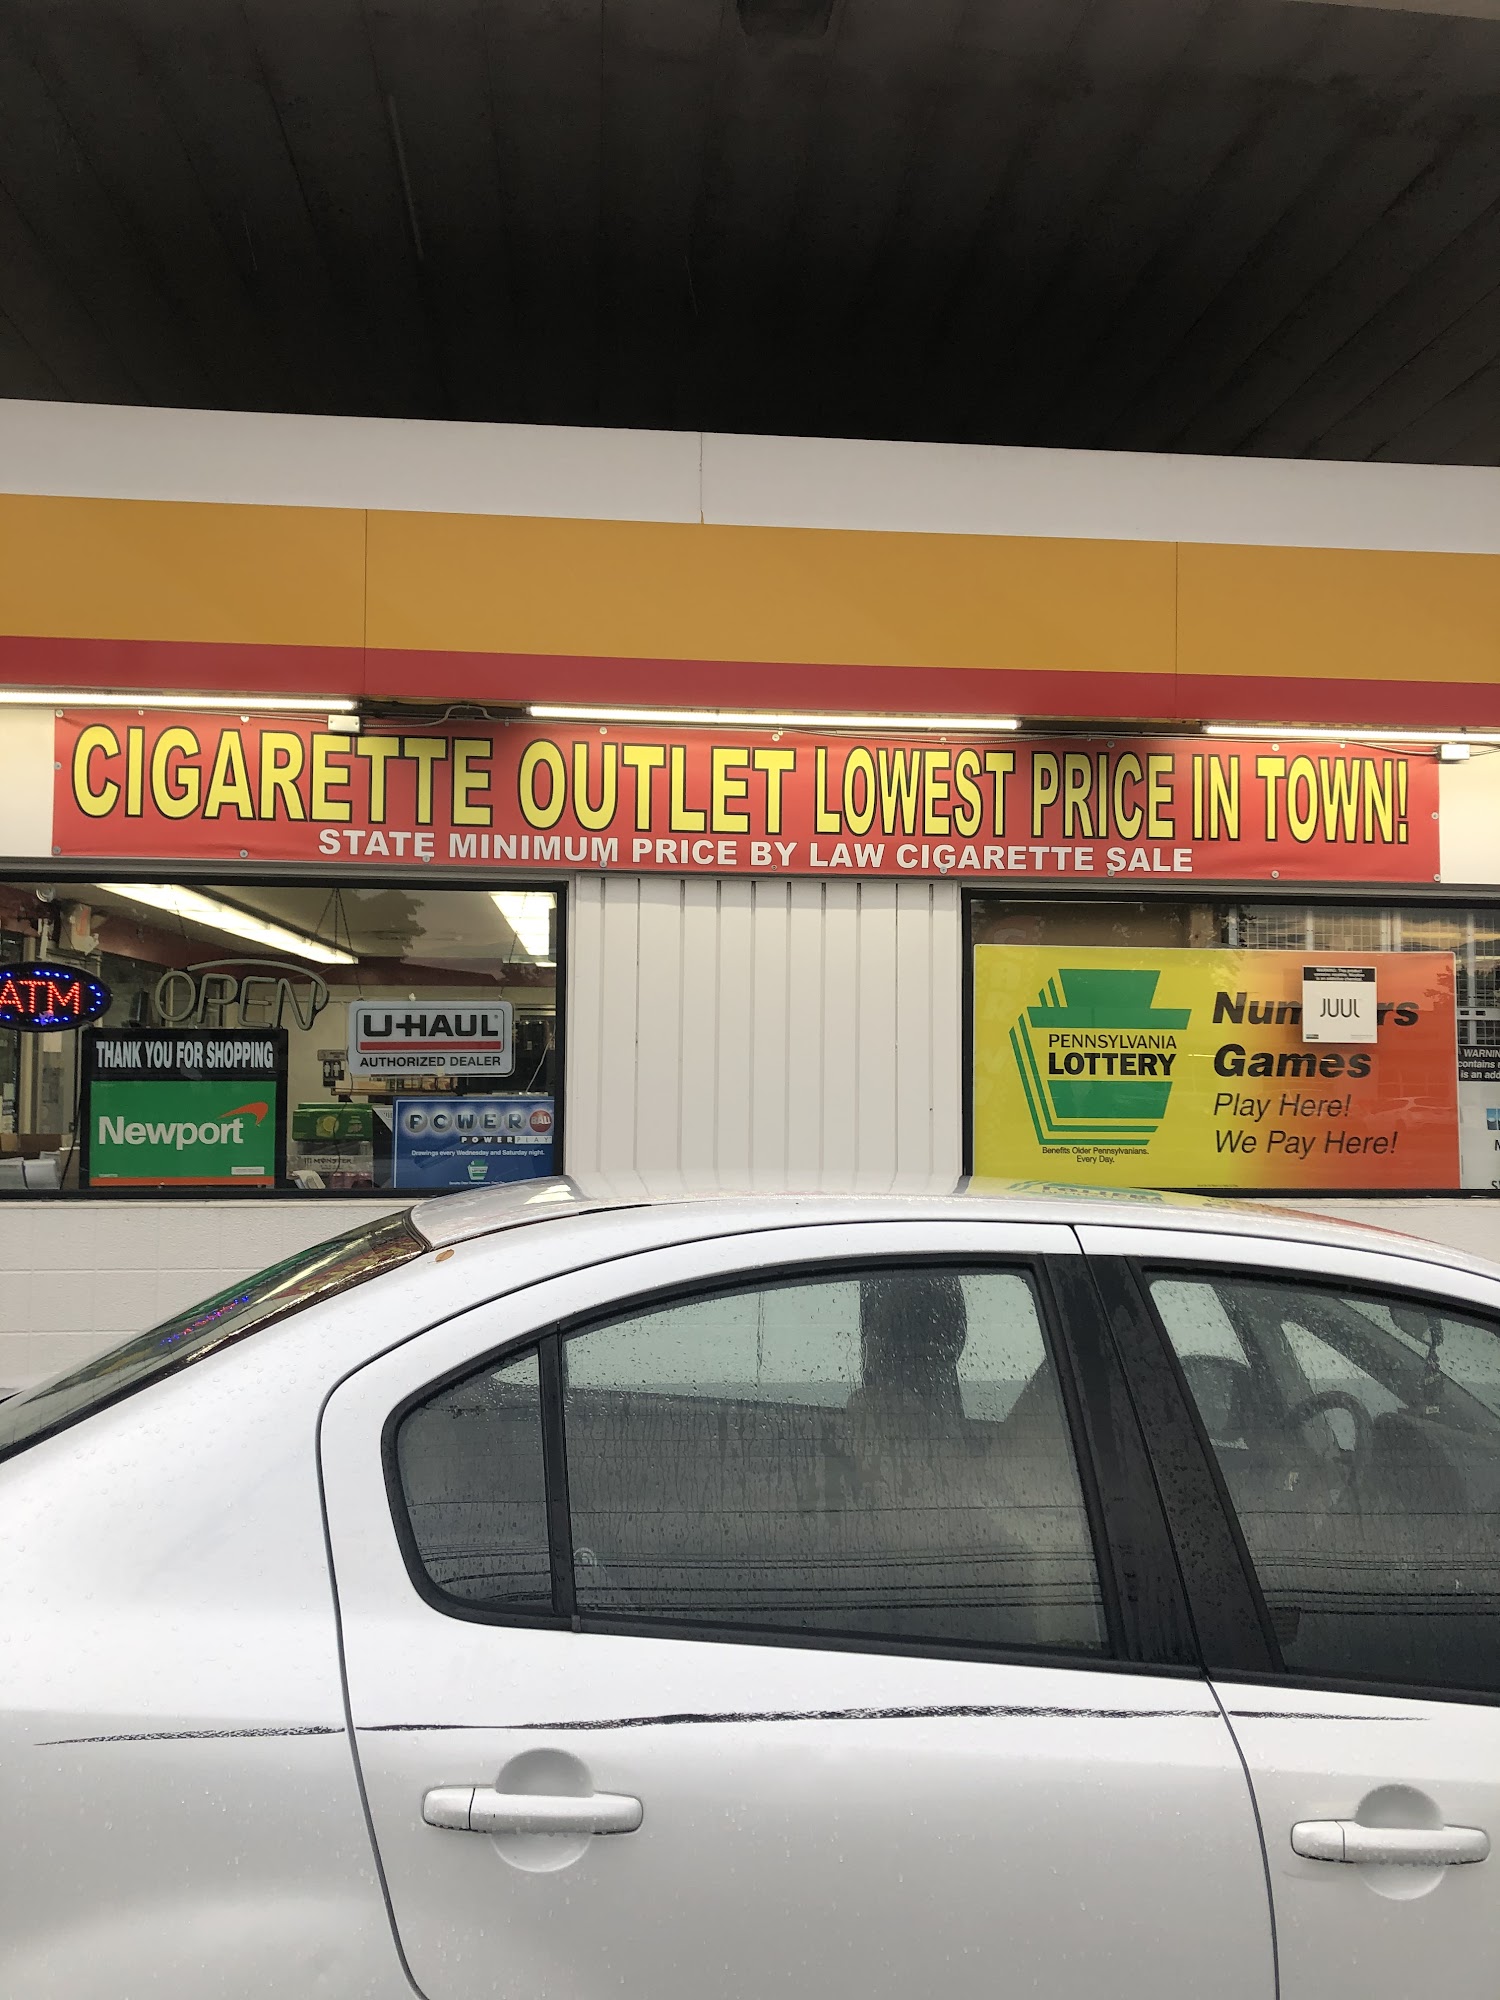 CIGARETTE OUTLET LOWEST PRICE IN TOWN!
STATE MINIMUM PRICE BY LAW CIGARETTE SALE
ATM
OPEN
THANK YOU FOR SHOPPING
Newport
U-HAUL
AUTHORIZED DEALER
POWER BALL
POWER PLAY
Drawings every Wednesday and Saturday night.
PENNSYLVANIA
LOTTERY
Benefits Older Pennsylvanians.
Every Day.
Games
Play Here!
We Pay Here!
JUUL